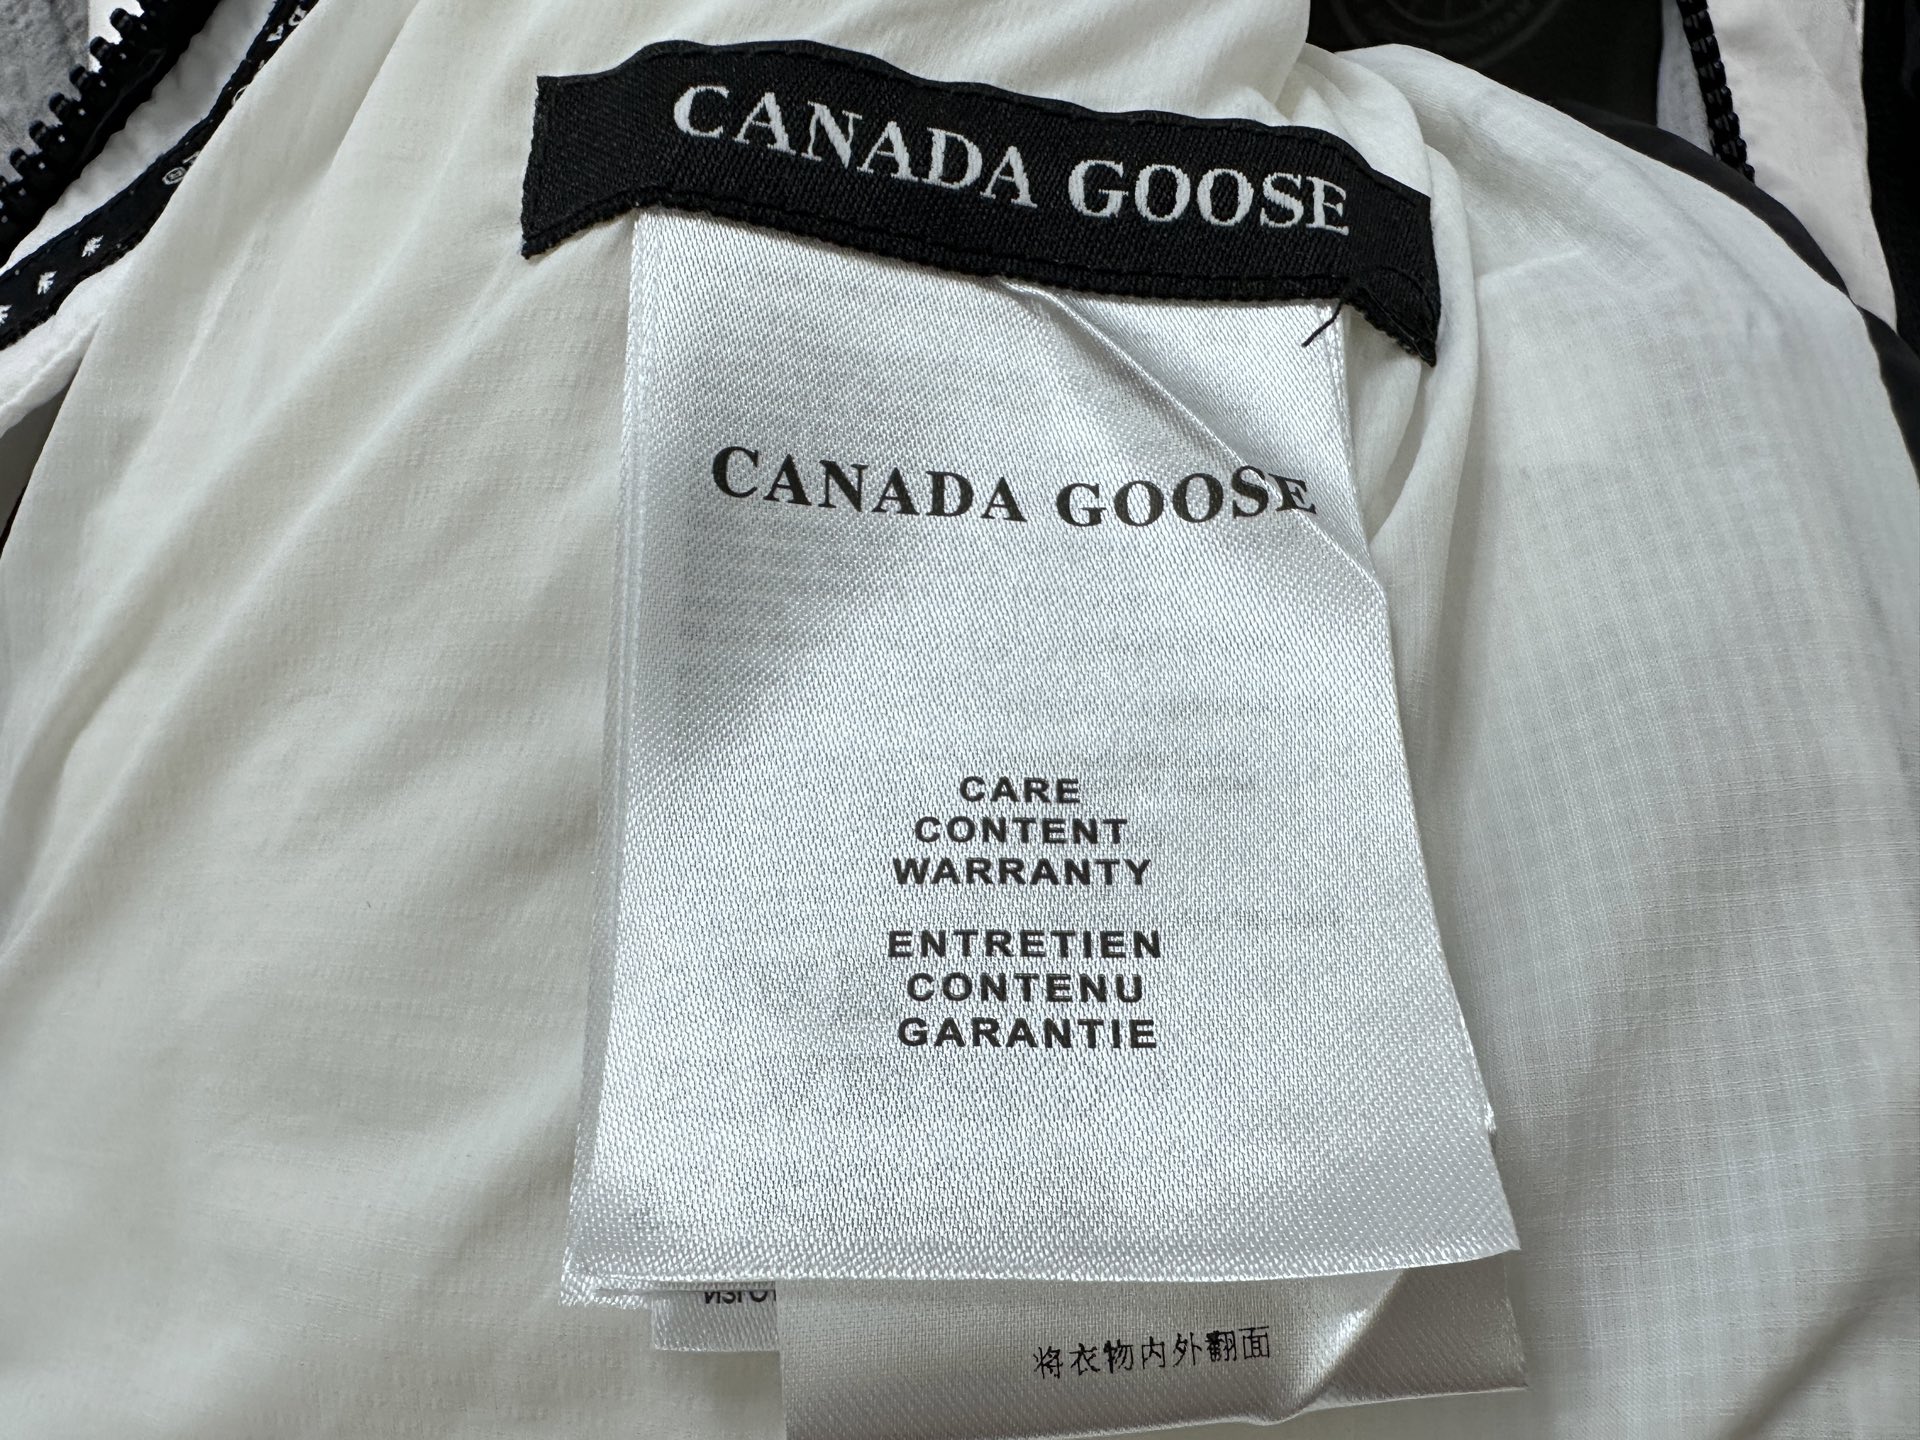 CANADA GOOSE
CANADA GOOSE
CARE
CONTENT
WARRANTY
ENTRETIEN
CONTENU
GARANTIE
将衣物内外翻面